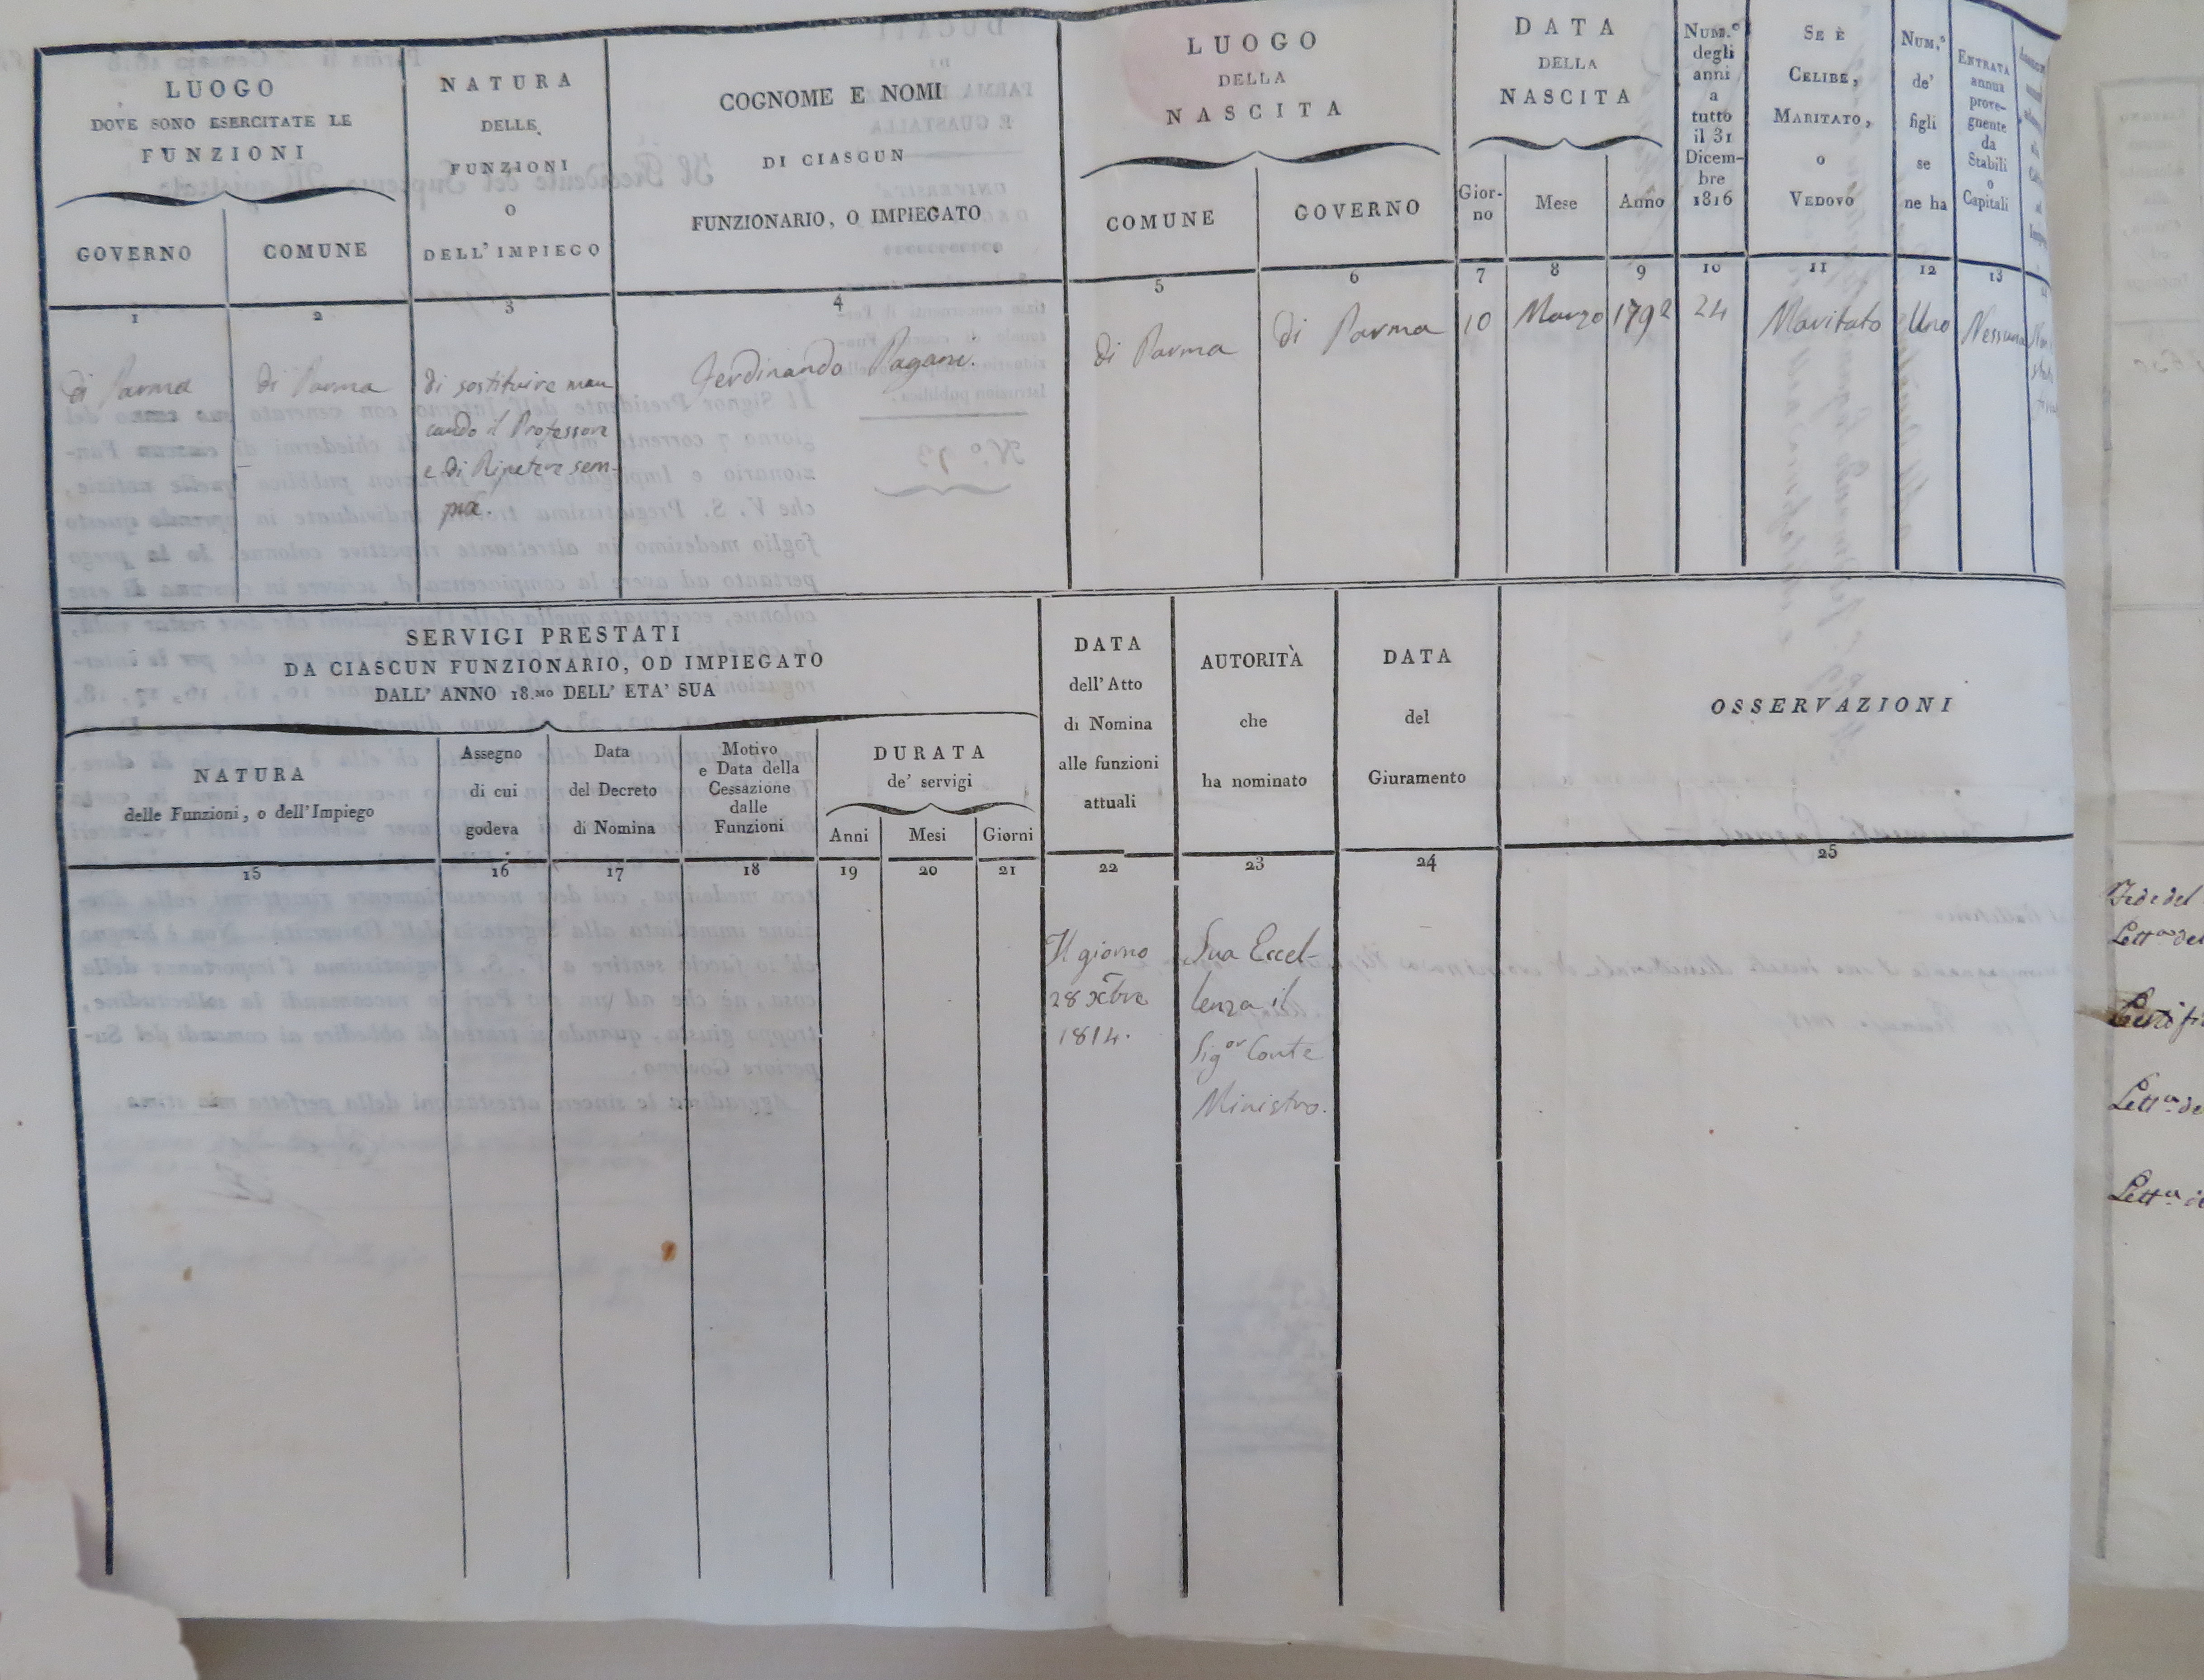 LUOGO
DOVE SONO ESERCITATE LE
FUNZIONI
GOVERNO
COMUNE
NATURA
DELLE
FUNZIONI
O
DELL' IMPIEGO
COGNOME E NOMI
DI CIASCUN
FUNZIONARIO, O IMPIEGATO
LUOGO
DELLA
NASCITA
COMUNE
GOVERNO
DATA
DELLA
NASCITA
Gior-
no
Mese
Anno
NUM.º
degli
anni
a
tutto
il 31
Dicem-
bre
1816
SE È
CELIBE,
MARITATO,
O
VEDOVO
NUM.º
de'
figli
se
ne ha
ENTRATA
annua
prove-
gnente
da
Stabili
o
Capitali
1
2
3
4
5
6
7
8
9
10
11
12
13
di Parma
di Parma
di sostituire man
cando il Professore
e di Ripetere sem-
pre.
Ferdinando Pagani.
di Parma
di Parma
10
Marzo
1792
24
Maritato
Uno
Nessuna
SERVIGI PRESTATI
DA CIASCUN FUNZIONARIO, OD IMPIEGATO
DALL' ANNO 18.MO DELL' ETA' SUA
NATURA
delle Funzioni, o dell'Impiego
Assegno
di cui
godeva
Data
del Decreto
di Nomina
Motivo
e Data della
Cessazione
dalle
Funzioni
DURATA
de' servigi
Anni
Mesi
Giorni
DATA
dell'Atto
di Nomina
alle funzioni
attuali
AUTORITÀ
che
ha nominato
DATA
del
Giuramento
OSSERVAZIONI
15
16
17
18
19
20
21
22
23
24
25
Il giorno
28 Xbre
1814.
Sua Eccel-
lenza il
Sig.or Conte
Ministro.
Fede del